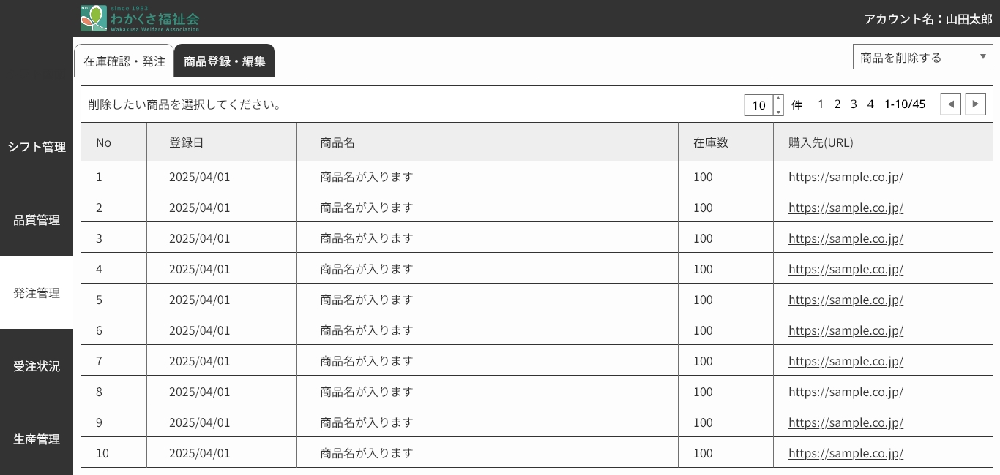 NPO
since 1983
わかくさ福祉会
Wakakusa Welfare Association
アカウント名：山田太郎
在庫確認・発注
商品登録・編集
商品を削除する ▼
シフト管理
品質管理
発注管理
受注状況
生産管理
削除したい商品を選択してください。
10 件 1 2 3 4 1-10/45 ◀ ▶
No 登録日 商品名 在庫数 購入先(URL)
1 2025/04/01 商品名が入ります 100 https://sample.co.jp/
2 2025/04/01 商品名が入ります 100 https://sample.co.jp/
3 2025/04/01 商品名が入ります 100 https://sample.co.jp/
4 2025/04/01 商品名が入ります 100 https://sample.co.jp/
5 2025/04/01 商品名が入ります 100 https://sample.co.jp/
6 2025/04/01 商品名が入ります 100 https://sample.co.jp/
7 2025/04/01 商品名が入ります 100 https://sample.co.jp/
8 2025/04/01 商品名が入ります 100 https://sample.co.jp/
9 2025/04/01 商品名が入ります 100 https://sample.co.jp/
10 2025/04/01 商品名が入ります 100 https://sample.co.jp/